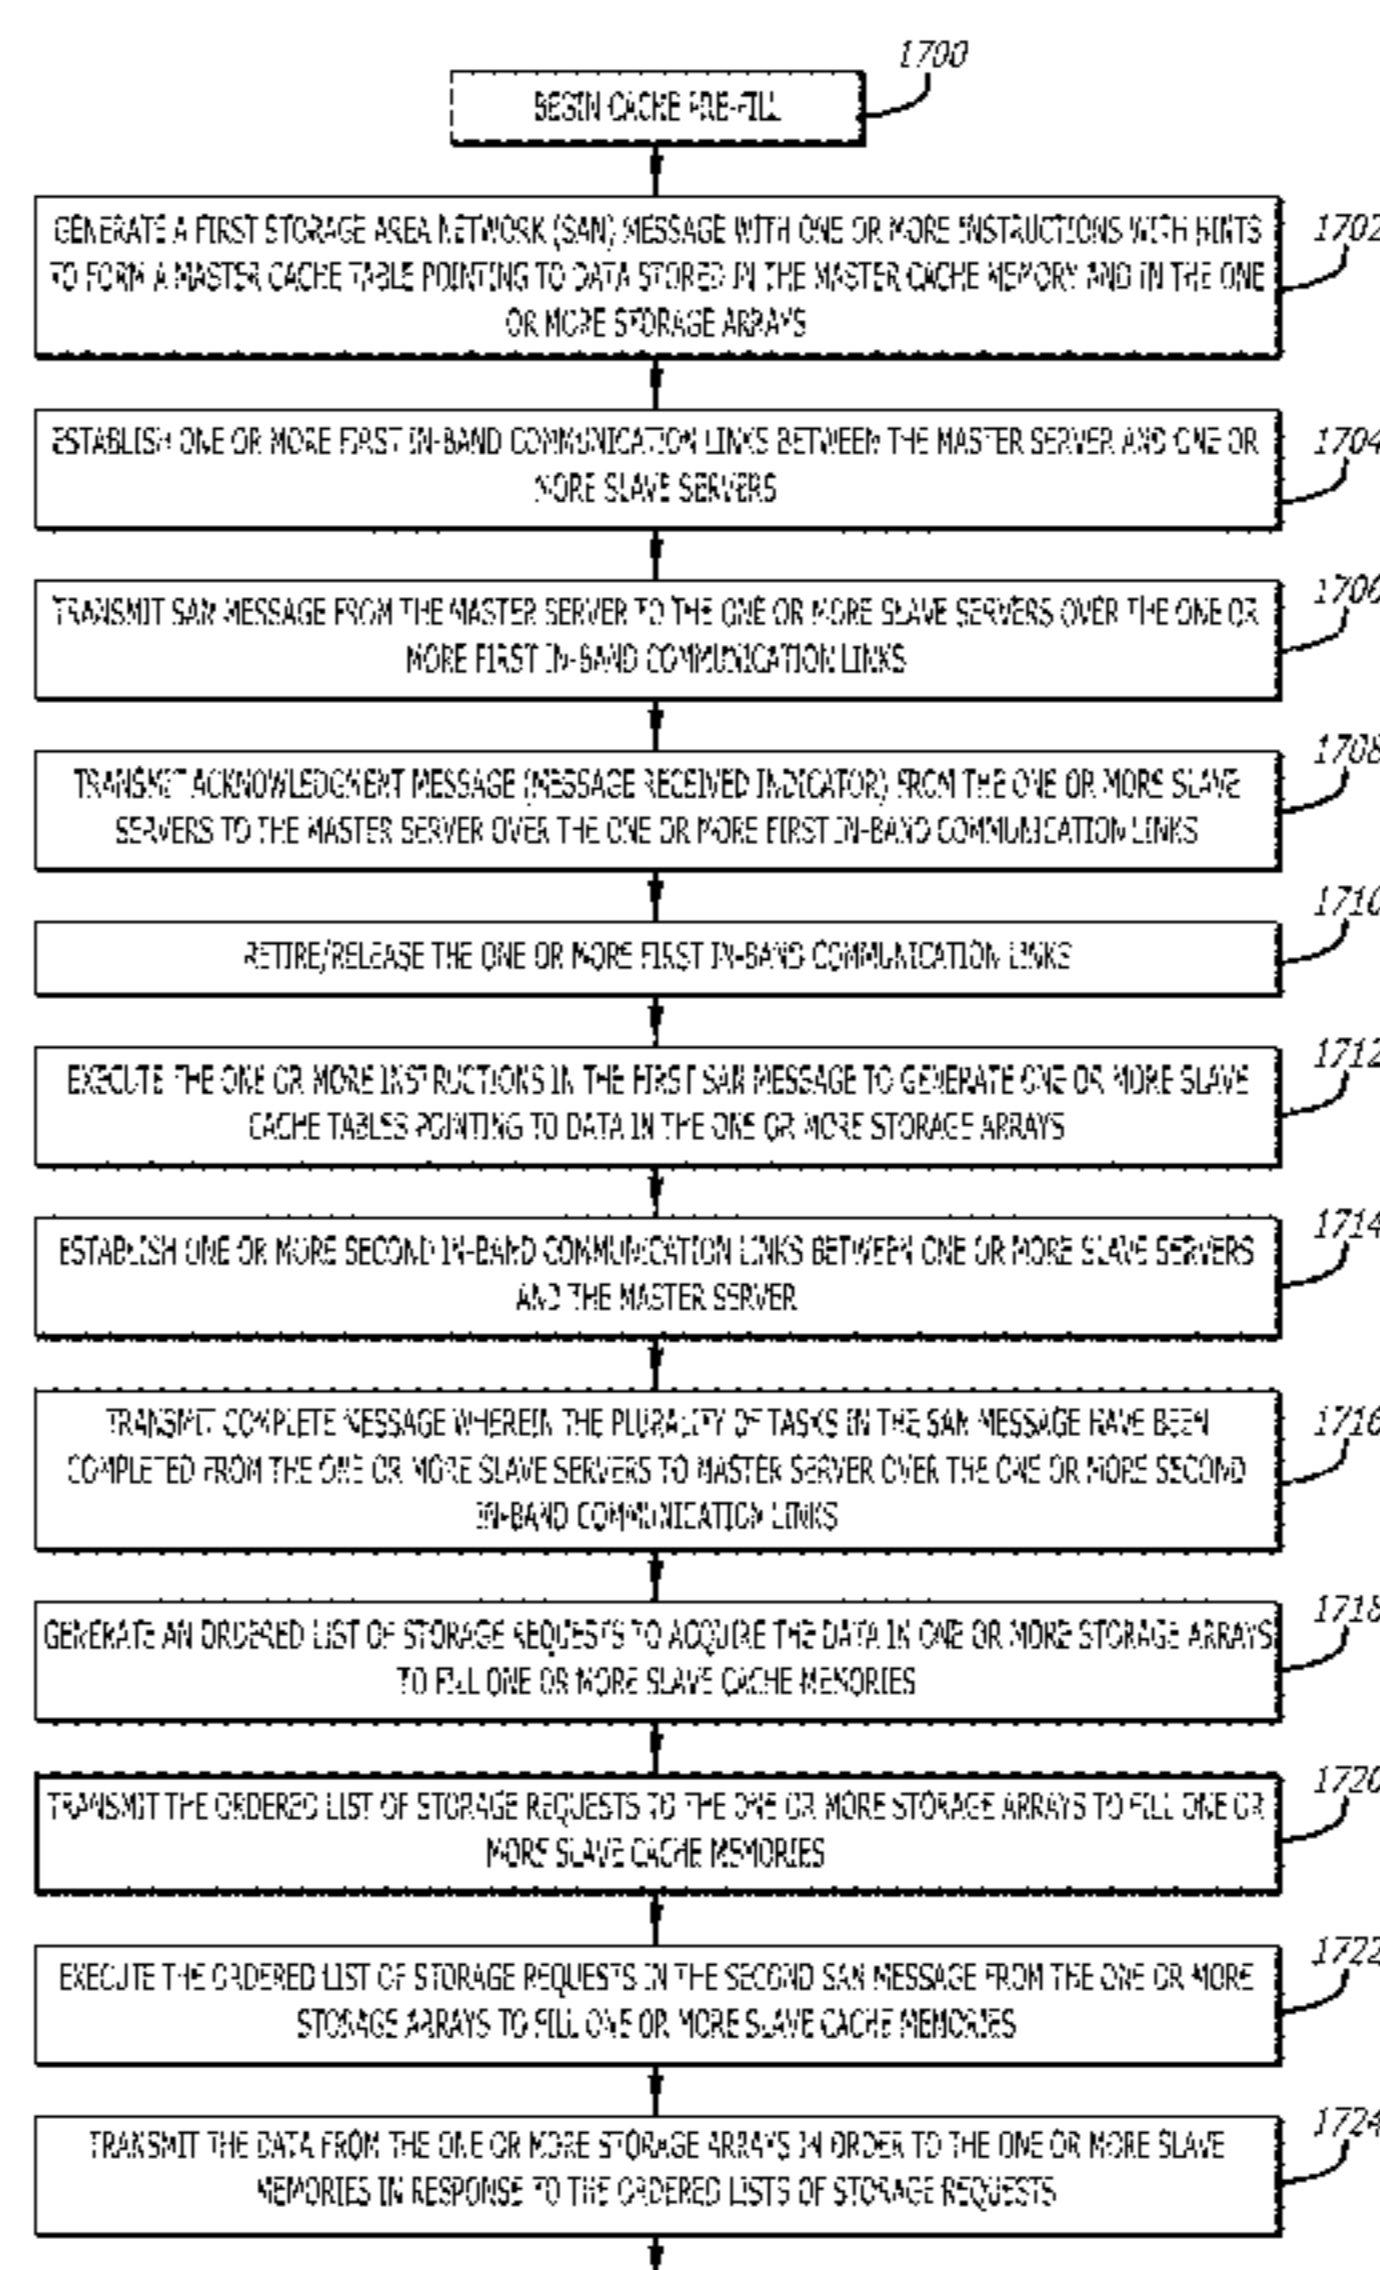 1700
BEGIN CACHE PRE-FILL
1702
GENERATE A FIRST STORAGE AREA NETWORK (SAN) MESSAGE WITH ONE OR MORE INSTRUCTIONS WITH HINTS
TO FORM A MASTER CACHE TABLE POINTING TO DATA STORED IN THE MASTER CACHE MEMORY AND IN THE ONE
OR MORE STORAGE ARRAYS
1704
ESTABLISH ONE OR MORE FIRST IN-BAND COMMUNICATION LINKS BETWEEN THE MASTER SERVER AND ONE OR
MORE SLAVE SERVERS
1706
TRANSMIT SAN MESSAGE FROM THE MASTER SERVER TO THE ONE OR MORE SLAVE SERVERS OVER THE ONE OR
MORE FIRST IN-BAND COMMUNICATION LINKS
1708
TRANSMIT ACKNOWLEDGMENT MESSAGE (MESSAGE RECEIVED INDICATOR) FROM THE ONE OR MORE SLAVE
SERVERS TO THE MASTER SERVER OVER THE ONE OR MORE FIRST IN-BAND COMMUNICATION LINKS
1710
RETIRE/RELEASE THE ONE OR MORE FIRST IN-BAND COMMUNICATION LINKS
1712
EXECUTE THE ONE OR MORE INSTRUCTIONS IN THE FIRST SAN MESSAGE TO GENERATE ONE OR MORE SLAVE
CACHE TABLES POINTING TO DATA IN THE ONE OR MORE STORAGE ARRAYS
1714
ESTABLISH ONE OR MORE SECOND IN-BAND COMMUNICATION LINKS BETWEEN ONE OR MORE SLAVE SERVERS
AND THE MASTER SERVER
1716
TRANSMIT COMPLETE MESSAGE WHEREIN THE PLURALITY OF TASKS IN THE SAN MESSAGE HAVE BEEN
COMPLETED FROM THE ONE OR MORE SLAVE SERVERS TO MASTER SERVER OVER THE ONE OR MORE SECOND
IN-BAND COMMUNICATION LINKS
1718
GENERATE AN ORDERED LIST OF STORAGE REQUESTS TO ACQUIRE THE DATA IN ONE OR MORE STORAGE ARRAYS
TO FILL ONE OR MORE SLAVE CACHE MEMORIES
1720
TRANSMIT THE ORDERED LIST OF STORAGE REQUESTS TO THE ONE OR MORE STORAGE ARRAYS TO FILL ONE OR
MORE SLAVE CACHE MEMORIES
1722
EXECUTE THE ORDERED LIST OF STORAGE REQUESTS IN THE SECOND SAN MESSAGE FROM THE ONE OR MORE
STORAGE ARRAYS TO FILL ONE OR MORE SLAVE CACHE MEMORIES
1724
TRANSMIT THE DATA FROM THE ONE OR MORE STORAGE ARRAYS IN ORDER TO THE ONE OR MORE SLAVE
MEMORIES IN RESPONSE TO THE ORDERED LISTS OF STORAGE REQUESTS